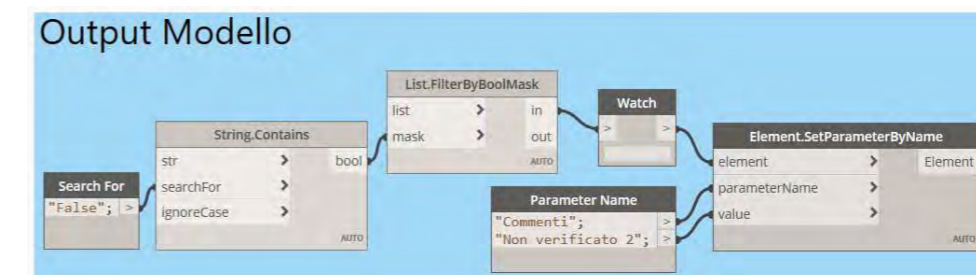 Output Modello
List.FilterByBoolMask
list > in
mask > out
AUTO
Watch
> >
String.Contains
str > bool
searchFor >
ignoreCase >
AUTO
Search For
"False"; >
Element.SetParameterByName
element > Element
parameterName >
value >
AUTO
Parameter Name
"Commenti"; >
"Non verificato 2"; >